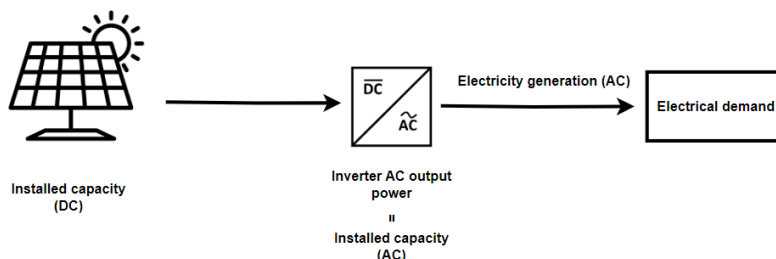 DC
AC
Electricity generation (AC)
Electrical demand
Installed capacity
(DC)
Inverter AC output
power
=
Installed capacity
(AC)